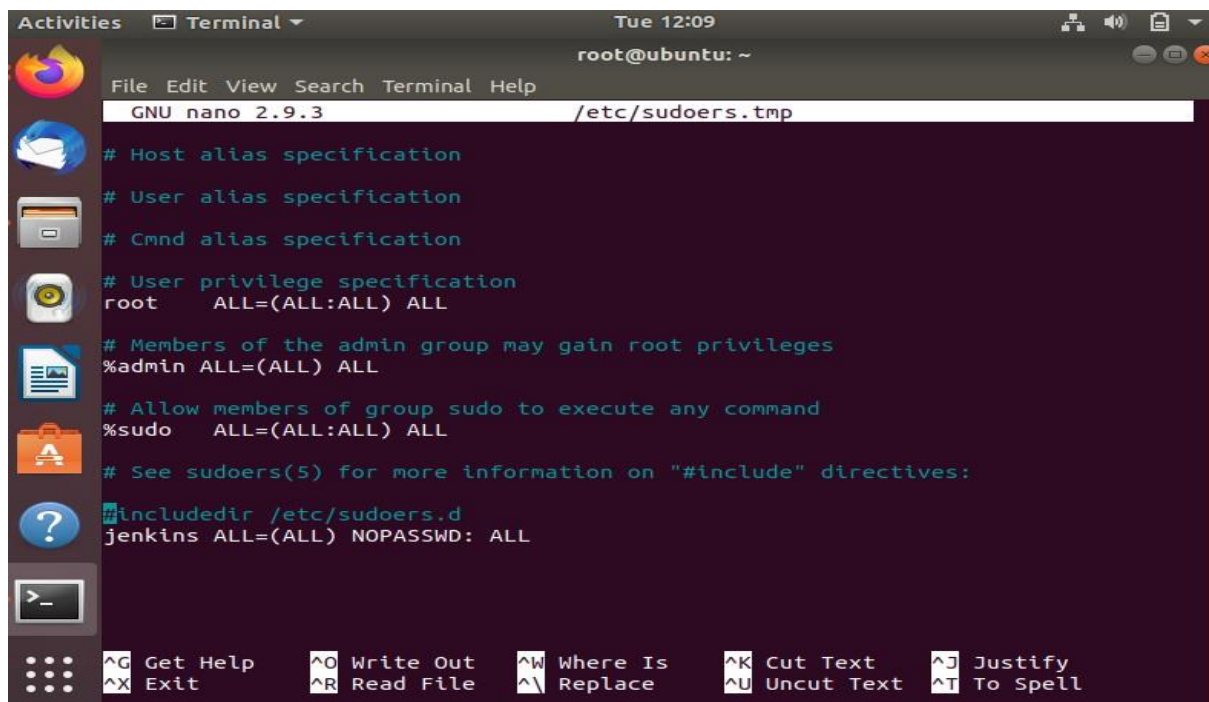 Activities Terminal Tue 12:09
root@ubuntu: ~
File Edit View Search Terminal Help
GNU nano 2.9.3 /etc/sudoers.tmp
# Host alias specification
# User alias specification
# Cmnd alias specification
# User privilege specification
root ALL=(ALL:ALL) ALL
# Members of the admin group may gain root privileges
%admin ALL=(ALL) ALL
# Allow members of group sudo to execute any command
%sudo ALL=(ALL:ALL) ALL
# See sudoers(5) for more information on "#include" directives:
#includedir /etc/sudoers.d
jenkins ALL=(ALL) NOPASSWD: ALL
^G Get Help ^O Write Out ^W Where Is ^K Cut Text ^J Justify
^X Exit ^R Read File ^\ Replace ^U Uncut Text ^T To Spell